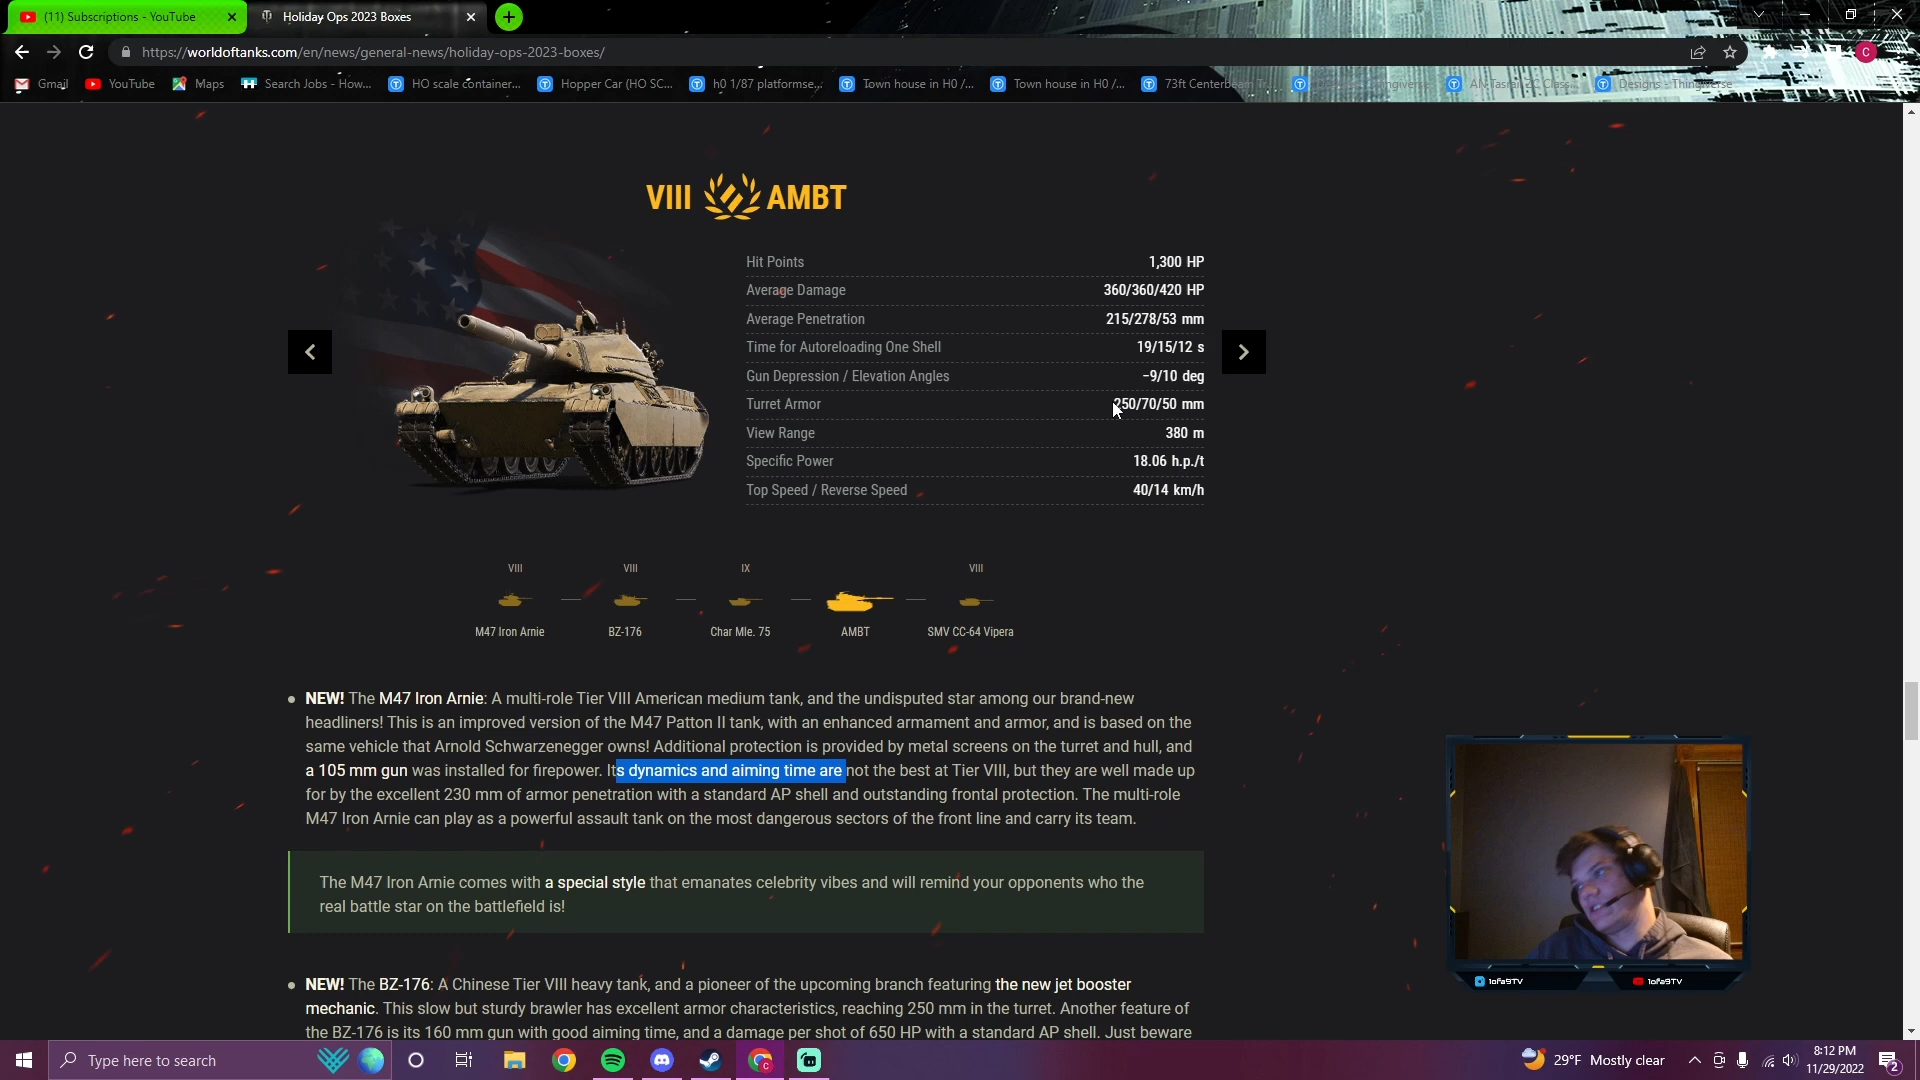 (11) Subscriptions - YouTube
Holiday Ops 2023 Boxes
https://worldoftanks.com/en/news/general-news/holiday-ops-2023-boxes/
C
Gmail
YouTube
Maps
Search Jobs - How...
HO scale container...
Hopper Car (HO SC...
h0 1/87 platformse...
Town house in H0 /...
Town house in H0 /...
Designs - Thingiverse
VIII AMBT
Hit Points 1,300 HP
Average Damage 360/360/420 HP
Average Penetration 215/278/53 mm
Time for Autoreloading One Shell 19/15/12 s
Gun Depression / Elevation Angles −9/10 deg
Turret Armor 250/70/50 mm
View Range 380 m
Specific Power 18.06 h.p./t
Top Speed / Reverse Speed 40/14 km/h
VIII VIII IX VIII
M47 Iron Arnie BZ-176 Char Mle. 75 AMBT SMV CC-64 Vipera
NEW! The M47 Iron Arnie: A multi-role Tier VIII American medium tank, and the undisputed star among our brand-new
headliners! This is an improved version of the M47 Patton II tank, with an enhanced armament and armor, and is based on the
same vehicle that Arnold Schwarzenegger owns! Additional protection is provided by metal screens on the turret and hull, and
a 105 mm gun was installed for firepower. Its dynamics and aiming time are not the best at Tier VIII, but they are well made up
for by the excellent 230 mm of armor penetration with a standard AP shell and outstanding frontal protection. The multi-role
M47 Iron Arnie can play as a powerful assault tank on the most dangerous sectors of the front line and carry its team.
The M47 Iron Arnie comes with a special style that emanates celebrity vibes and will remind your opponents who the
real battle star on the battlefield is!
NEW! The BZ-176: A Chinese Tier VIII heavy tank, and a pioneer of the upcoming branch featuring the new jet booster
mechanic. This slow but sturdy brawler has excellent armor characteristics, reaching 250 mm in the turret. Another feature of
the BZ-176 is its 160 mm gun with good aiming time, and a damage per shot of 650 HP with a standard AP shell. Just beware
1ofa9TV 1ofa9TV
Type here to search
29°F Mostly clear
8:12 PM
11/29/2022
2